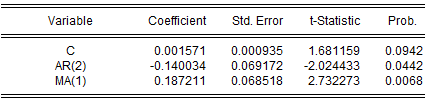 Variable Coefficient Std. Error t-Statistic Prob.
C 0.001571 0.000935 1.681159 0.0942
AR(2) -0.140034 0.069172 -2.024433 0.0442
MA(1) 0.187211 0.068518 2.732273 0.0068